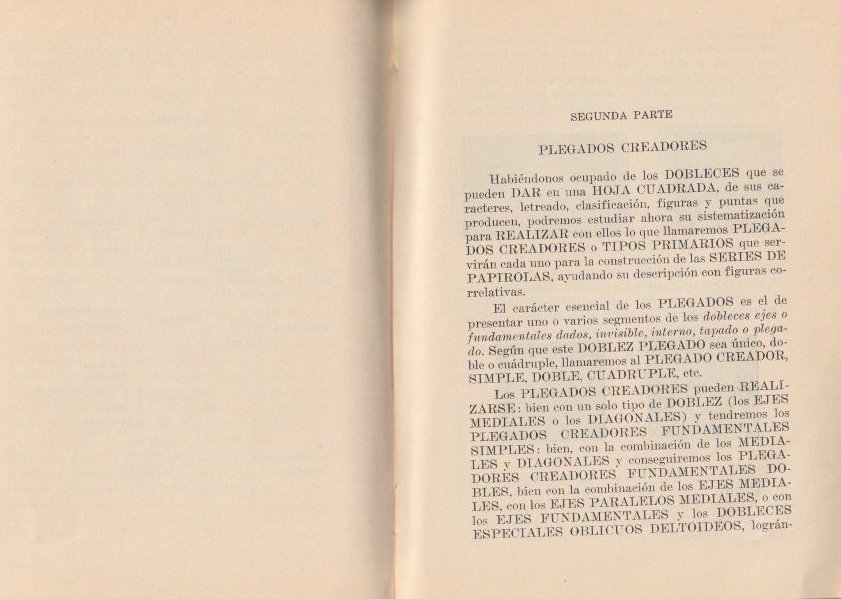 SEGUNDA PARTE
PLEGADOS CREADORES
Habiéndonos ocupado de los DOBLECES que se
pueden DAR en una HOJA CUADRADA, de sus ca-
racteres, letreado, clasificación, figuras y puntas que
producen, podremos estudiar ahora su sistematización
para REALIZAR con ellos lo que llamaremos PLEGA-
DOS CREADORES o TIPOS PRIMARIOS que ser-
virán cada uno para la construcción de las SERIES DE
PAPIROLAS, ayudando su descripción con figuras co-
rrelativas.
El carácter esencial de los PLEGADOS es el de
presentar uno o varios segmentos de los dobleces ejes o
fundamentales dados, invisible, interno, tapado o plega-
do. Según que este DOBLEZ PLEGADO sea único, do-
ble o cuádruple, llamaremos al PLEGADO CREADOR,
SIMPLE, DOBLE, CUADRUPLE, etc.
Los PLEGADOS CREADORES pueden REALI-
ZARSE: bien con un solo tipo de DOBLEZ (los EJES
MEDIALES o los DIAGONALES) y tendremos los
PLEGADOS CREADORES FUNDAMENTALES
SIMPLES: bien, con la combinación de los MEDIA-
LES y DIAGONALES y conseguiremos los PLEGA-
DORES CREADORES FUNDAMENTALES DO-
BLES, bien con la combinación de los EJES MEDIA-
LES, con los EJES PARALELOS MEDIALES, o con
los EJES FUNDAMENTALES y los DOBLECES
ESPECIALES OBLICUOS DELTOIDEOS, lográn-